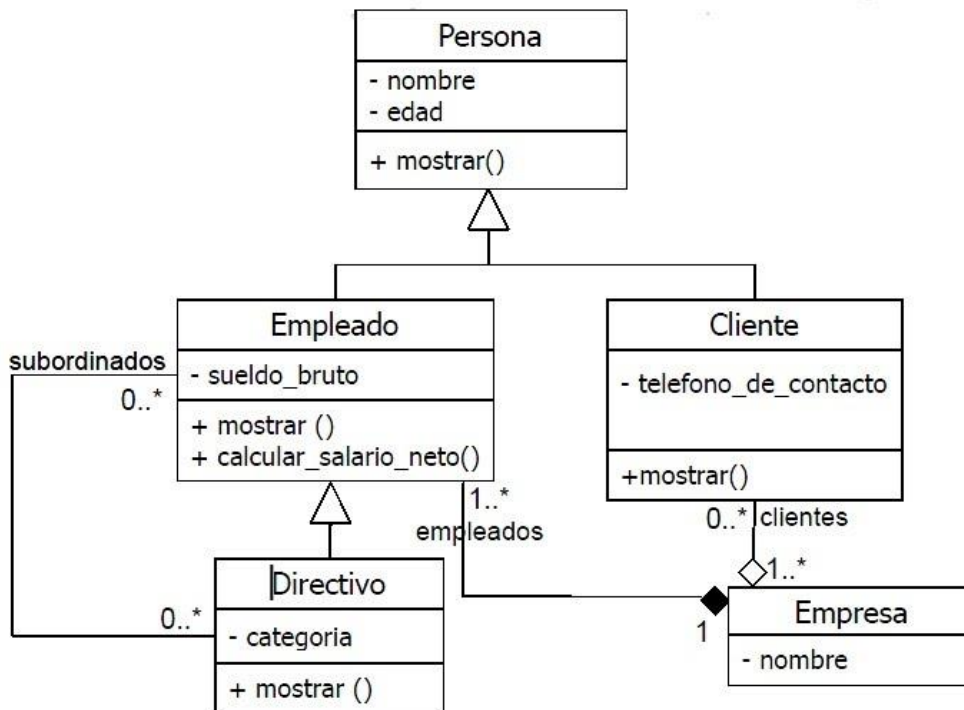 Persona
- nombre
- edad
+ mostrar()
Empleado
- sueldo_bruto
+ mostrar ()
+ calcular_salario_neto()
Cliente
- telefono_de_contacto
+mostrar()
subordinados
0..*
1..*
empleados
0..* clientes
1..*
Directivo
- categoria
+ mostrar ()
0..*
1
Empresa
- nombre